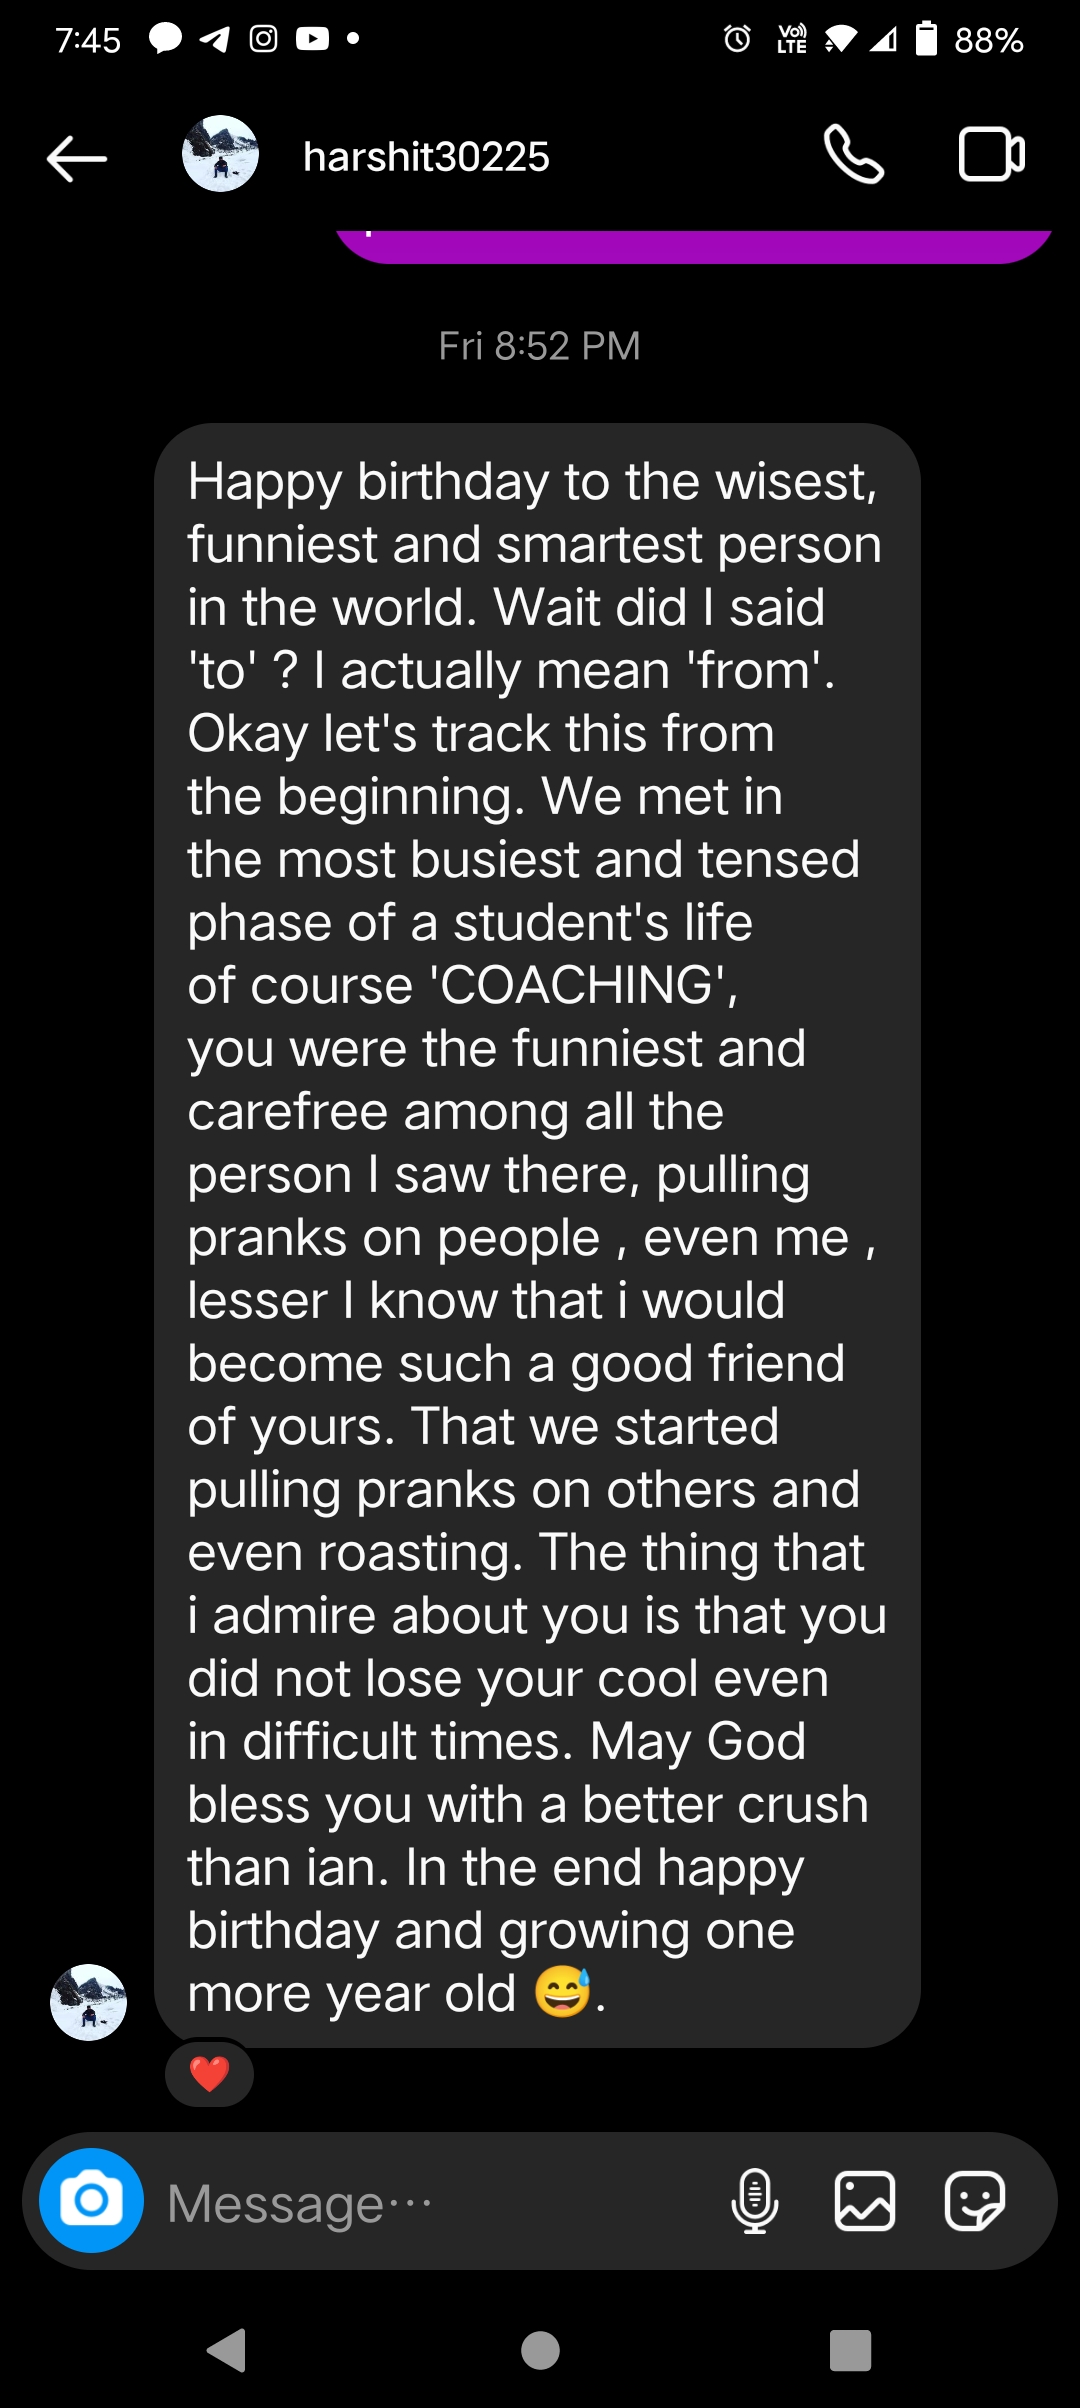 7:45
88%
harshit30225
Fri 8:52 PM
Happy birthday to the wisest,
funniest and smartest person
in the world. Wait did I said
'to' ? I actually mean 'from'.
Okay let's track this from
the beginning. We met in
the most busiest and tensed
phase of a student's life
of course 'COACHING',
you were the funniest and
carefree among all the
person I saw there, pulling
pranks on people , even me ,
lesser I know that i would
become such a good friend
of yours. That we started
pulling pranks on others and
even roasting. The thing that
i admire about you is that you
did not lose your cool even
in difficult times. May God
bless you with a better crush
than ian. In the end happy
birthday and growing one
more year old 😅.
❤️
Message...